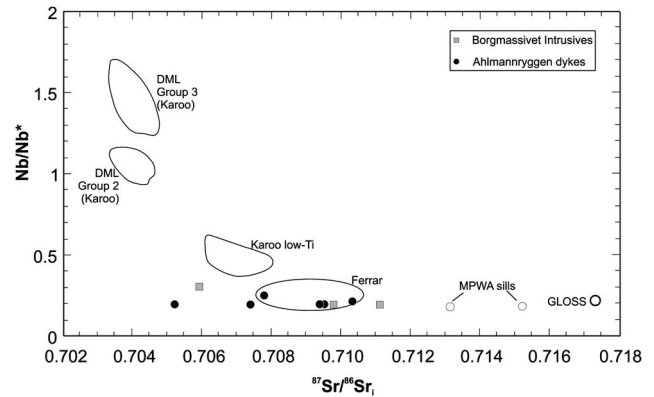 2
1.5
1
0.5
0
Nb/Nb*
Borgmassivet Intrusives
Ahlmannryggen dykes
DML
Group 3
(Karoo)
DML
Group 2
(Karoo)
Karoo low-Ti
Ferrar
MPWA sills
GLOSS
0.702 0.704 0.706 0.708 0.710 0.712 0.714 0.716 0.718
⁸⁷Sr/⁸⁶Srᵢ